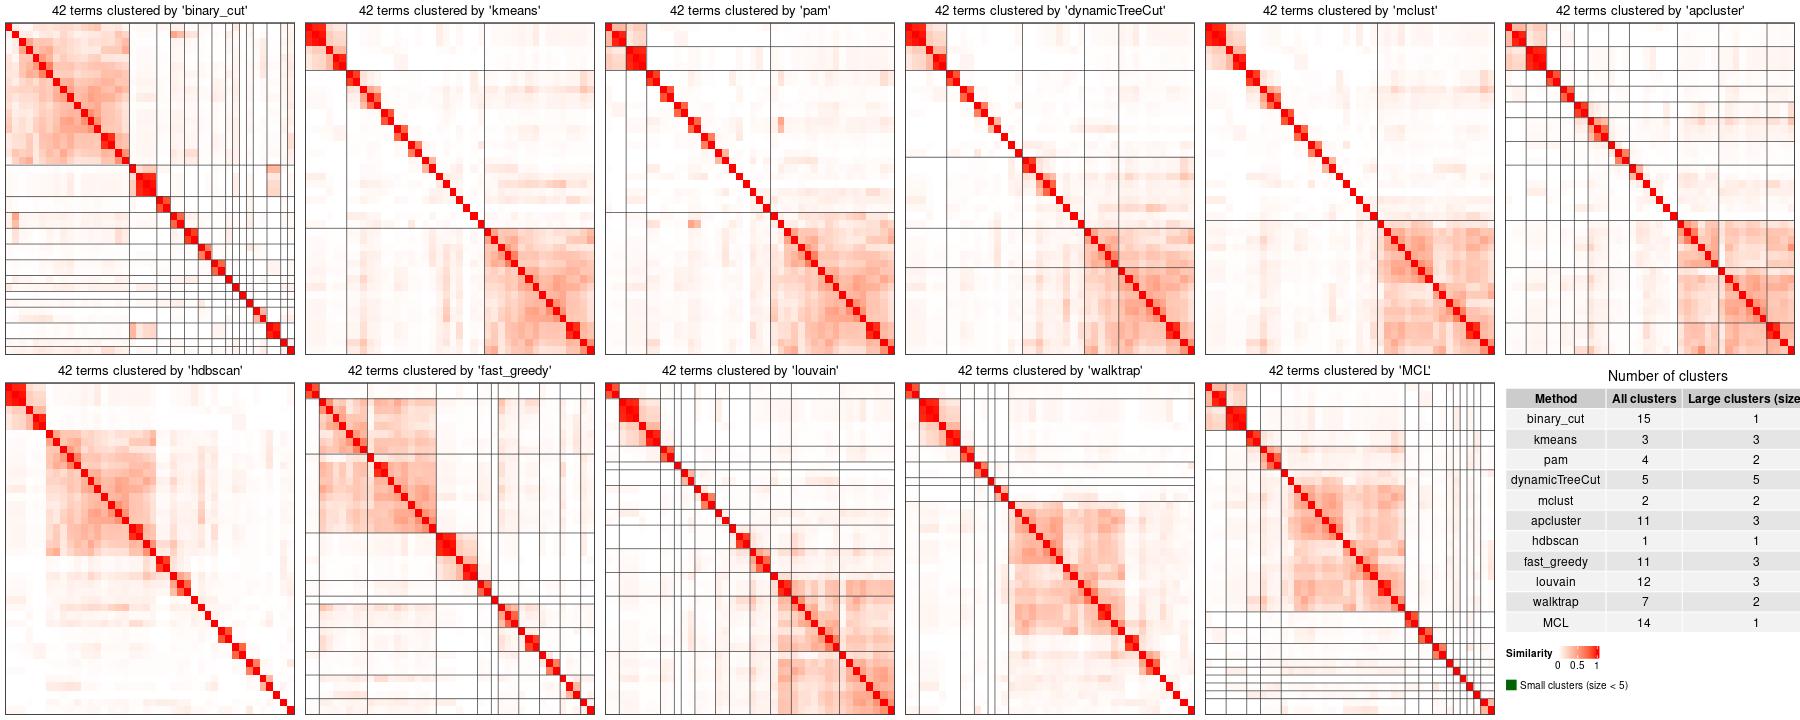 42 terms clustered by 'binary_cut'
42 terms clustered by 'kmeans'
42 terms clustered by 'pam'
42 terms clustered by 'dynamicTreeCut'
42 terms clustered by 'mclust'
42 terms clustered by 'apcluster'
42 terms clustered by 'hdbscan'
42 terms clustered by 'fast_greedy'
42 terms clustered by 'louvain'
42 terms clustered by 'walktrap'
42 terms clustered by 'MCL'
Number of clusters
Method All clusters Large clusters (size
binary_cut 15 1
kmeans 3 3
pam 4 2
dynamicTreeCut 5 5
mclust 2 2
apcluster 11 3
hdbscan 1 1
fast_greedy 11 3
louvain 12 3
walktrap 7 2
MCL 14 1
Similarity
0 0.5 1
Small clusters (size < 5)